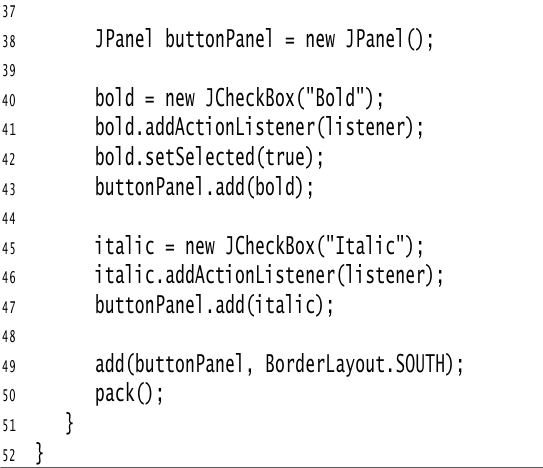 37
38 JPanel buttonPanel = new JPanel();
39
40 bold = new JCheckBox("Bold");
41 bold.addActionListener(listener);
42 bold.setSelected(true);
43 buttonPanel.add(bold);
44
45 italic = new JCheckBox("Italic");
46 italic.addActionListener(listener);
47 buttonPanel.add(italic);
48
49 add(buttonPanel, BorderLayout.SOUTH);
50 pack();
51 }
52 }